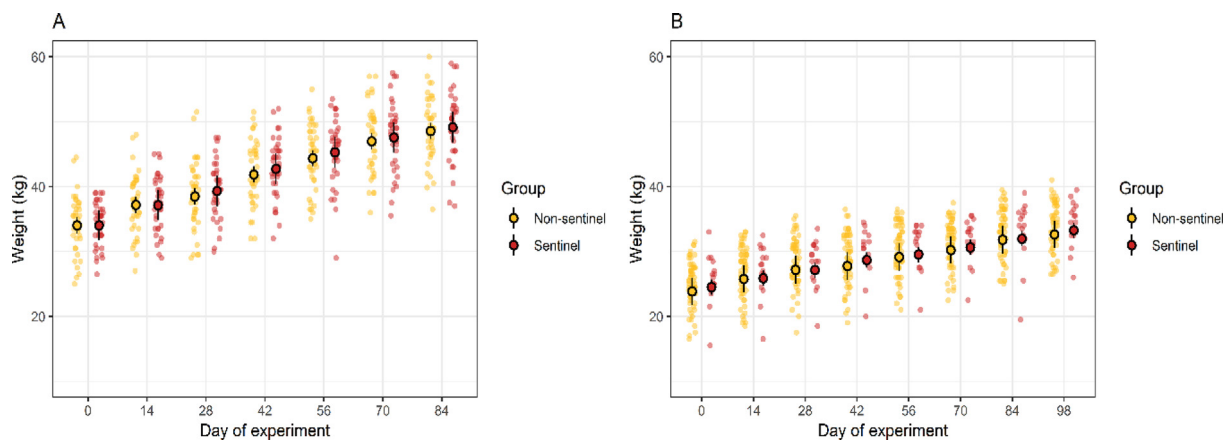 A
60
40
20
Weight (kg)
0 14 28 42 56 70 84
Day of experiment
Group
Non-sentinel
Sentinel
B
60
40
20
Weight (kg)
0 14 28 42 56 70 84 98
Day of experiment
Group
Non-sentinel
Sentinel